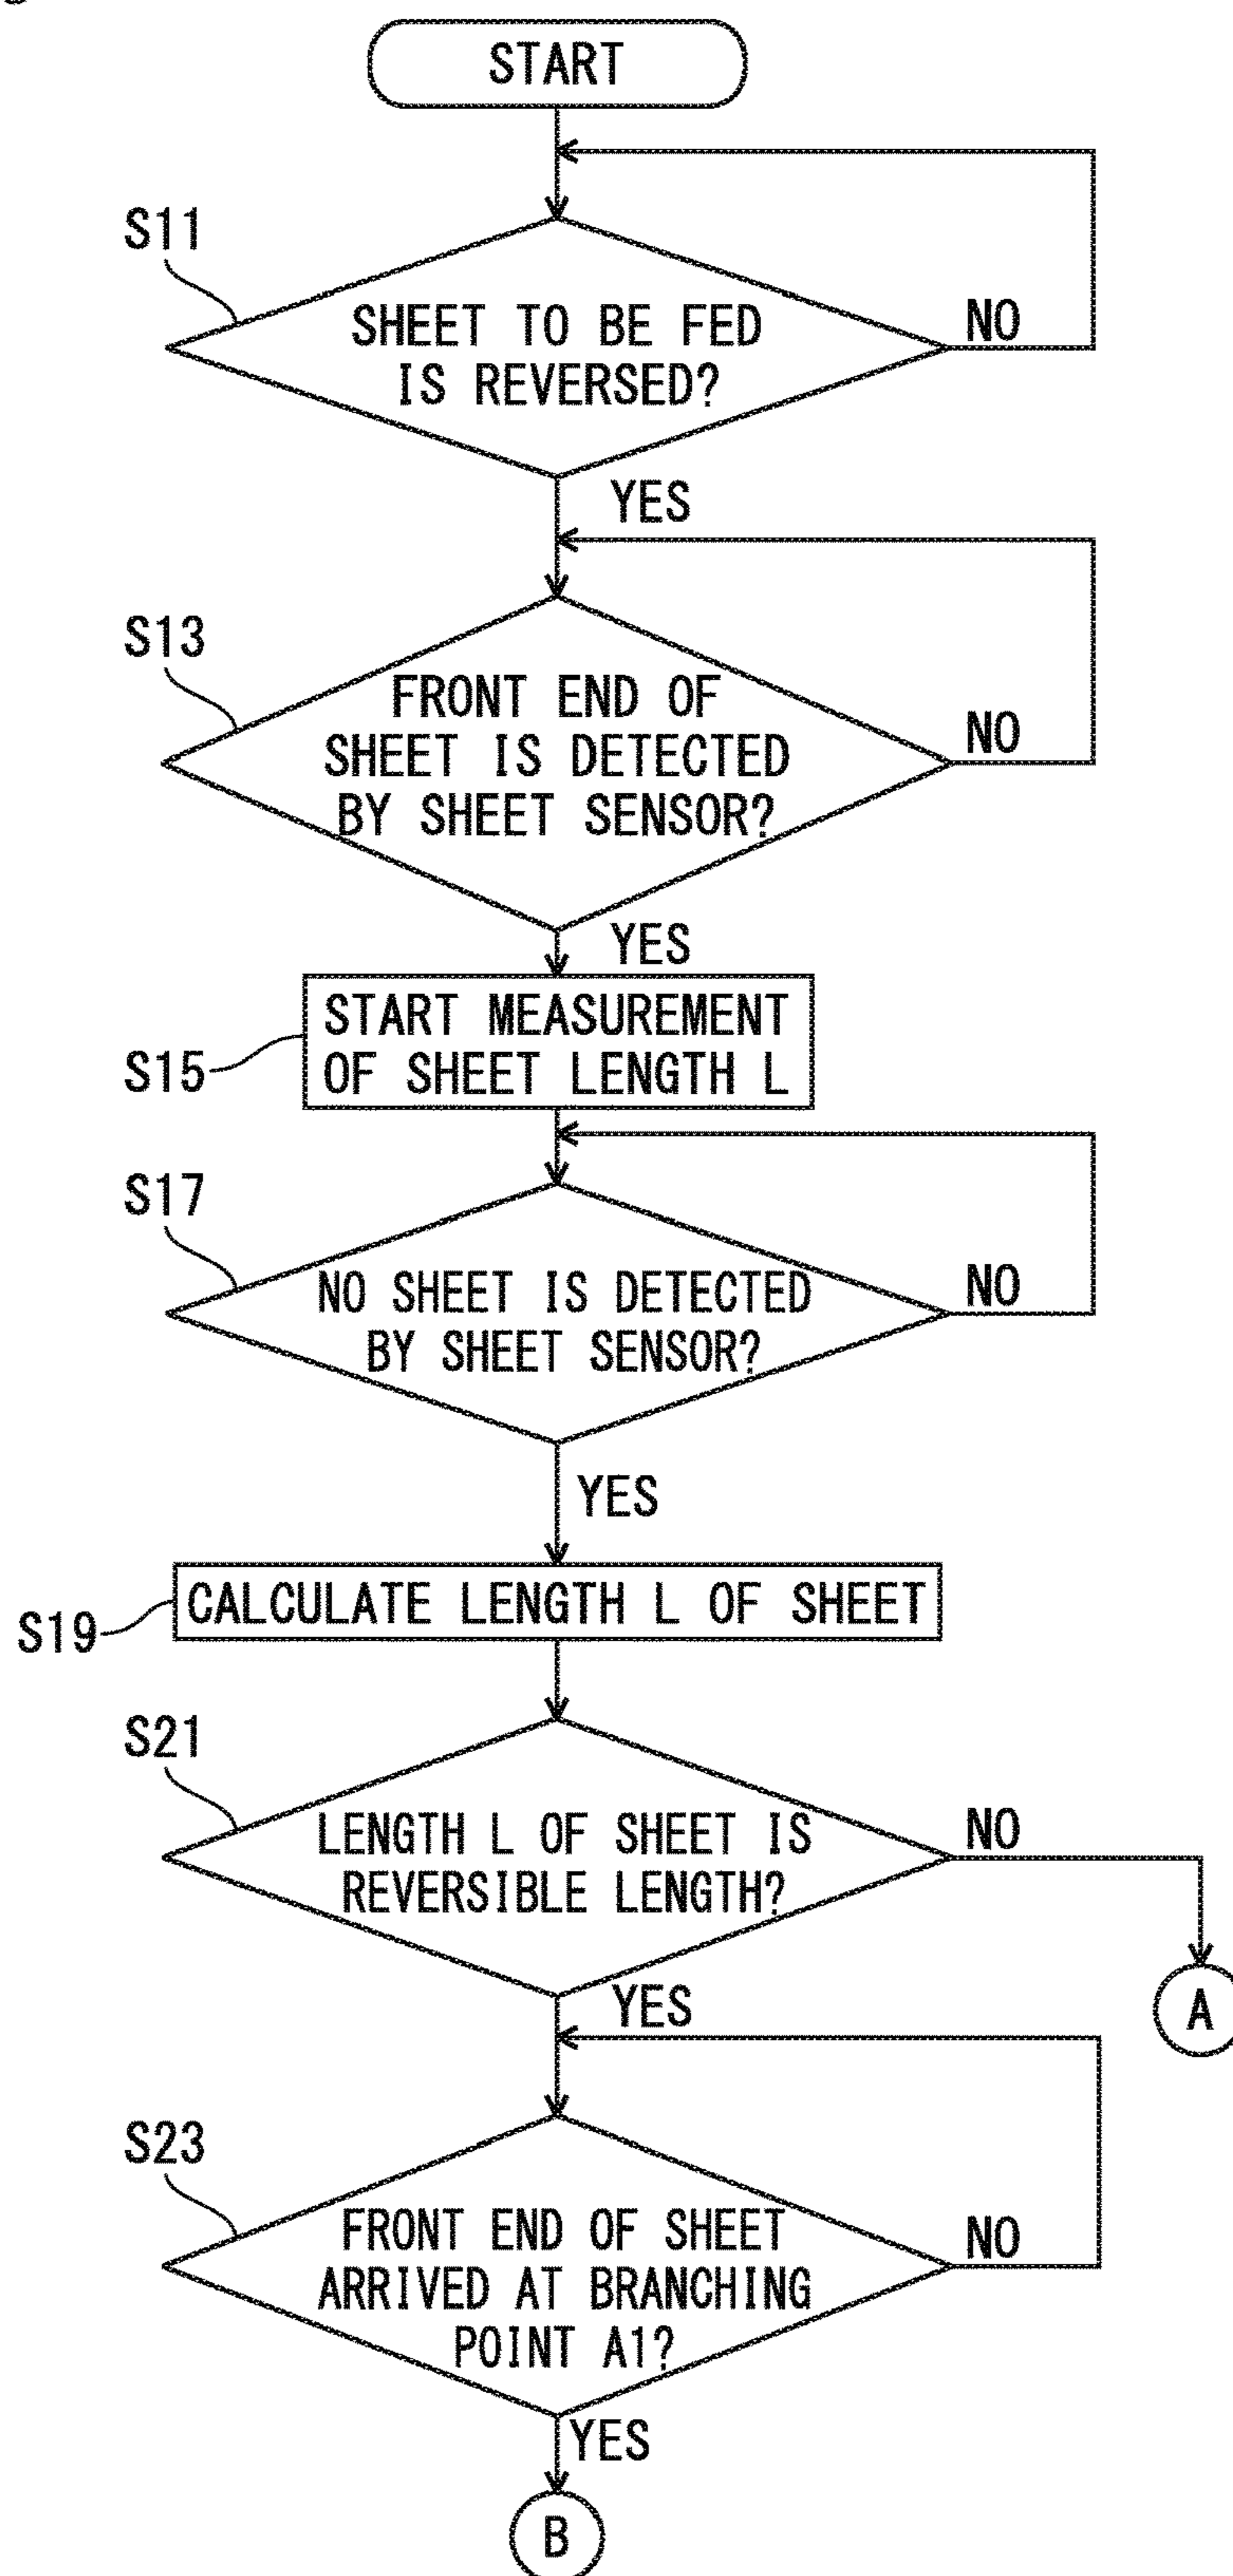 START
S11
SHEET TO BE FED
IS REVERSED?
NO
YES
S13
FRONT END OF
SHEET IS DETECTED
BY SHEET SENSOR?
NO
YES
S15
START MEASUREMENT
OF SHEET LENGTH L
S17
NO SHEET IS DETECTED
BY SHEET SENSOR?
NO
YES
S19
CALCULATE LENGTH L OF SHEET
S21
LENGTH L OF SHEET IS
REVERSIBLE LENGTH?
NO
A
YES
S23
FRONT END OF SHEET
ARRIVED AT BRANCHING
POINT A1?
NO
YES
B